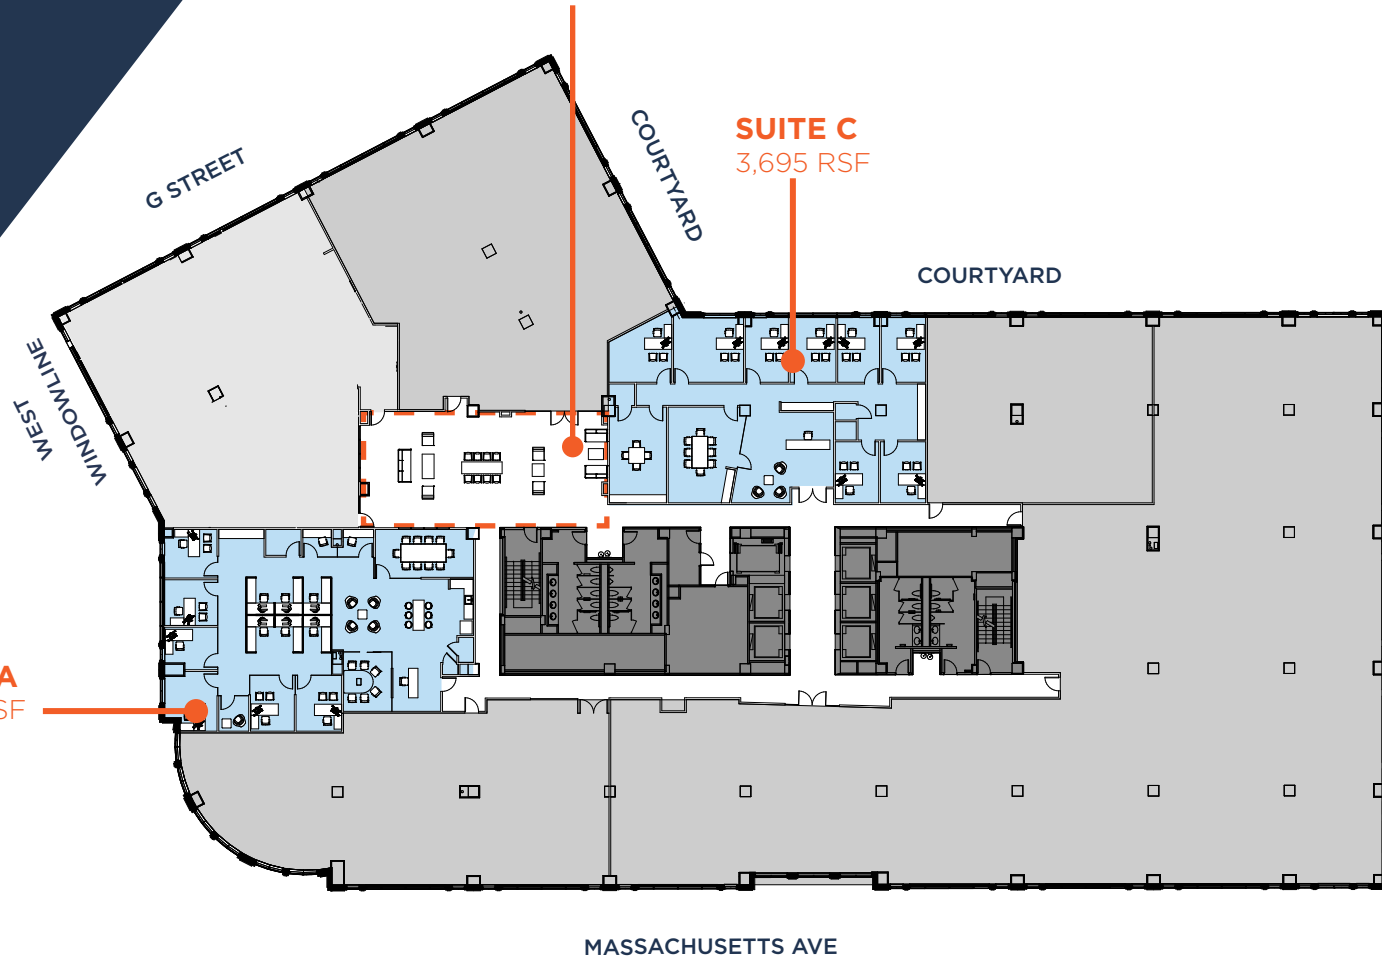 SUITE C
3,695 RSF
G STREET
COURTYARD
COURTYARD
WEST
WINDOWLINE
A
SF
MASSACHUSETTS AVE